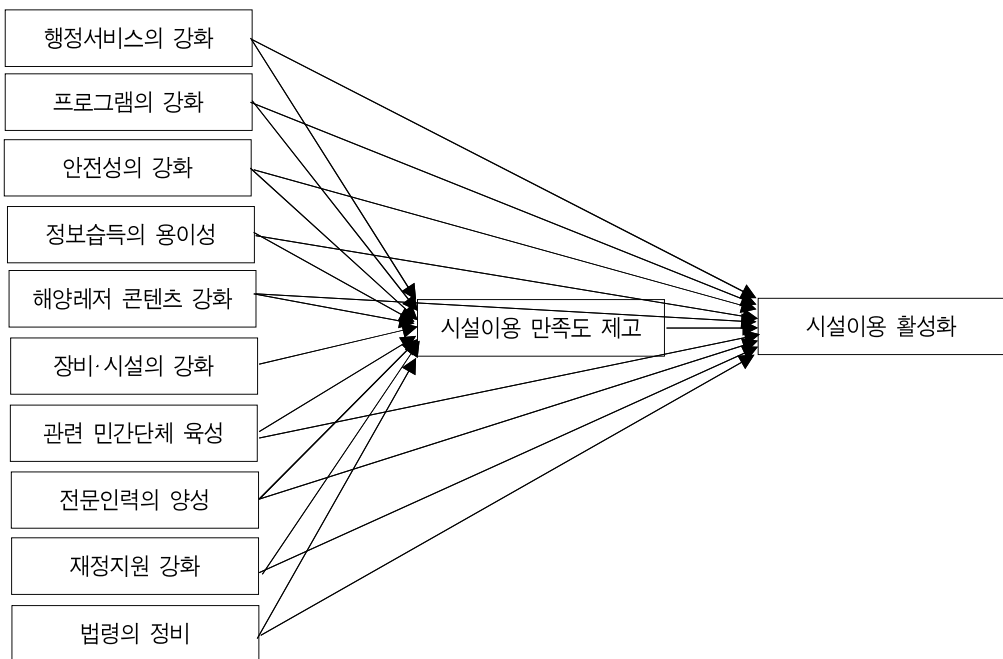 행정서비스의 강화
프로그램의 강화
안전성의 강화
정보습득의 용이성
해양레저 콘텐츠 강화
장비·시설의 강화
관련 민간단체 육성
전문인력의 양성
재정지원 강화
법령의 정비
시설이용 만족도 제고
시설이용 활성화